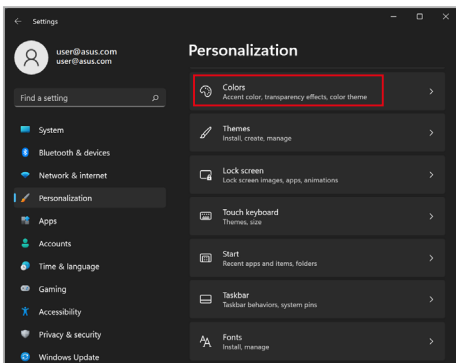 Settings
user@asus.com
user@asus.com
Find a setting
System
Bluetooth & devices
Network & internet
Personalization
Apps
Accounts
Time & language
Gaming
Accessibility
Privacy & security
Windows Update
Personalization
Colors
Accent color, transparency effects, color theme
Themes
Install, create, manage
Lock screen
Lock screen images, apps, animations
Touch keyboard
Themes, size
Start
Recent apps and items, folders
Taskbar
Taskbar behaviors, system pins
Fonts
Install, manage